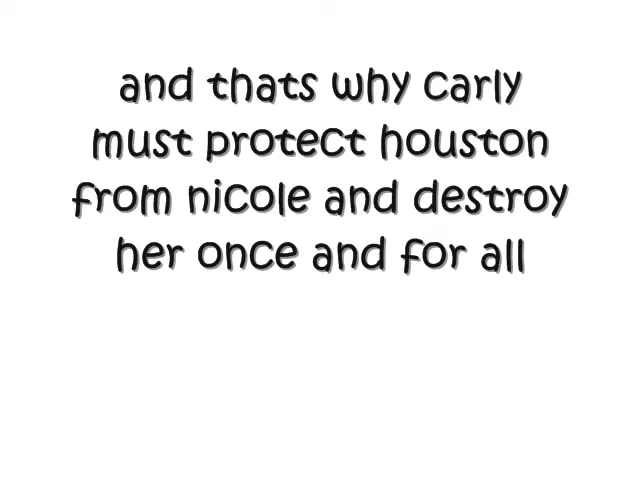 and thats why carly
must protect houston
from nicole and destroy
her once and for all